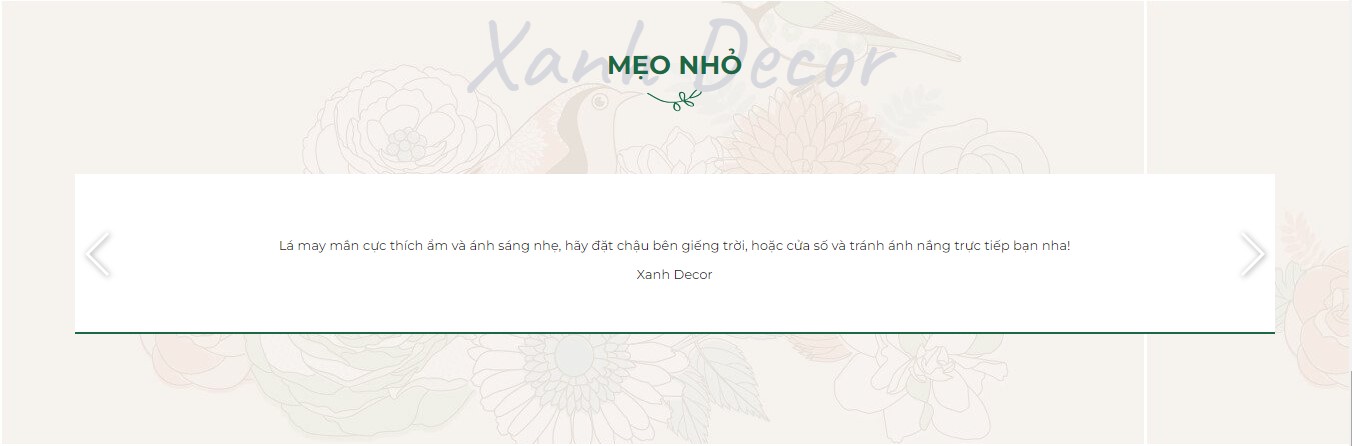 Xanh Decor
MẸO NHỎ
Lá may mắn cực thích ẩm và ánh sáng nhẹ, hãy đặt chậu bên giếng trời, hoặc cửa sổ và tránh ánh nắng trực tiếp bạn nha!
Xanh Decor